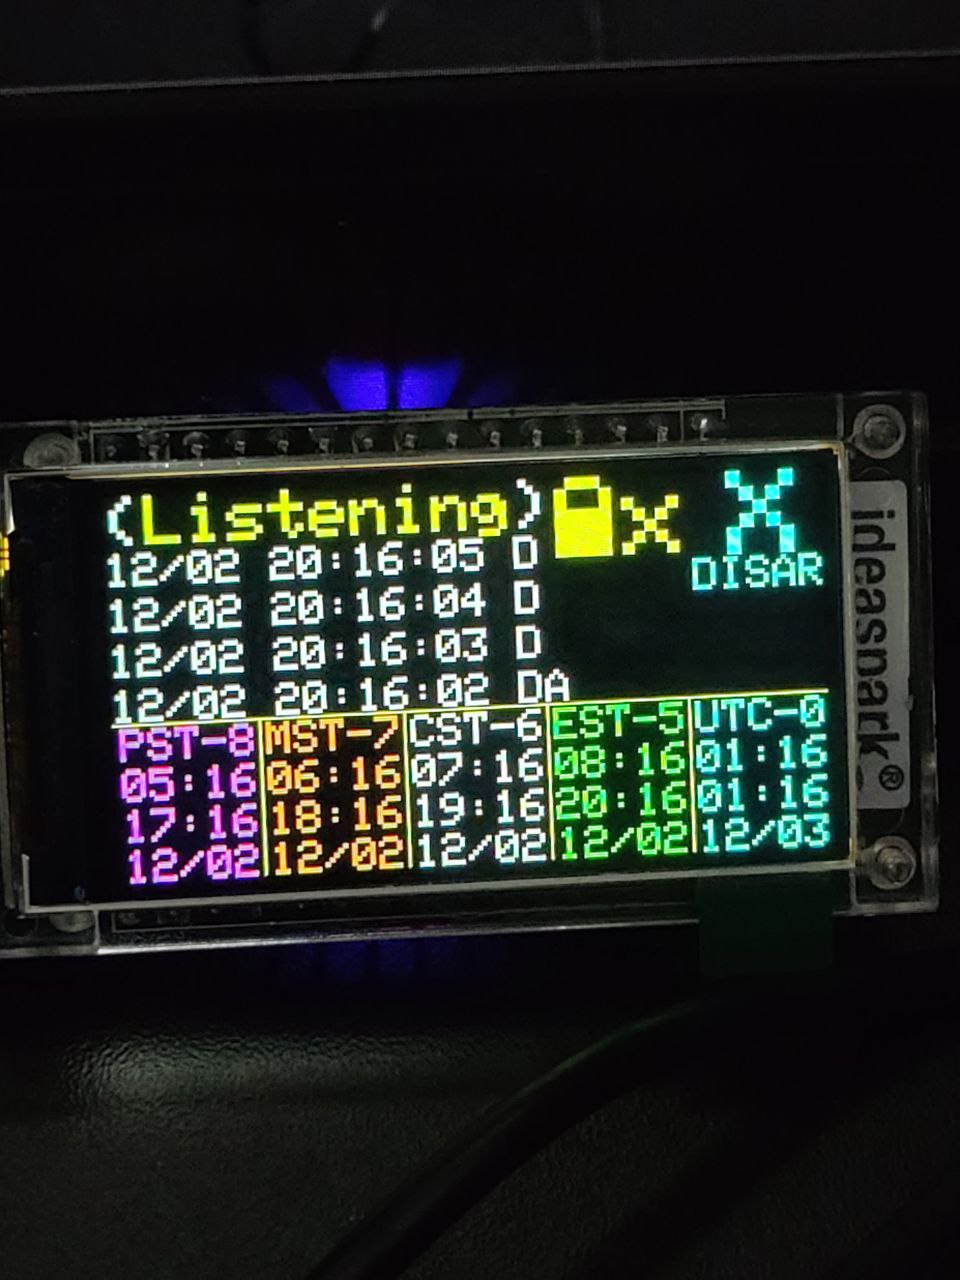 (Listening)
12/02 20:16:05 D
12/02 20:16:04 D
12/02 20:16:03 D
12/02 20:16:02 DA
DISAR
PST-8 MST-7 CST-6 EST-5 UTC-0
05:16 06:16 07:16 08:16 01:16
17:16 18:16 19:16 20:16 01:16
12/02 12/02 12/02 12/02 12/03
ideaspark®